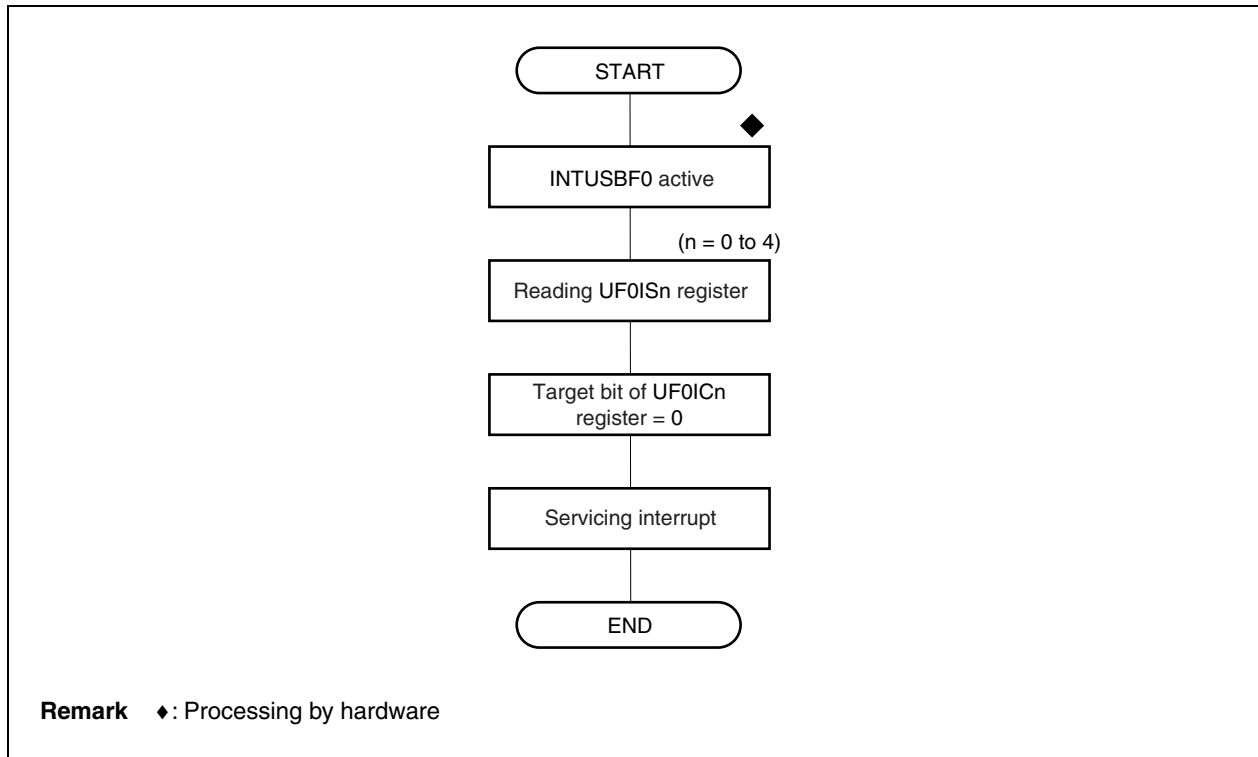 START
◆
INTUSBF0 active
(n = 0 to 4)
Reading UF0ISn register
Target bit of UF0ICn
register = 0
Servicing interrupt
END
Remark ♦: Processing by hardware